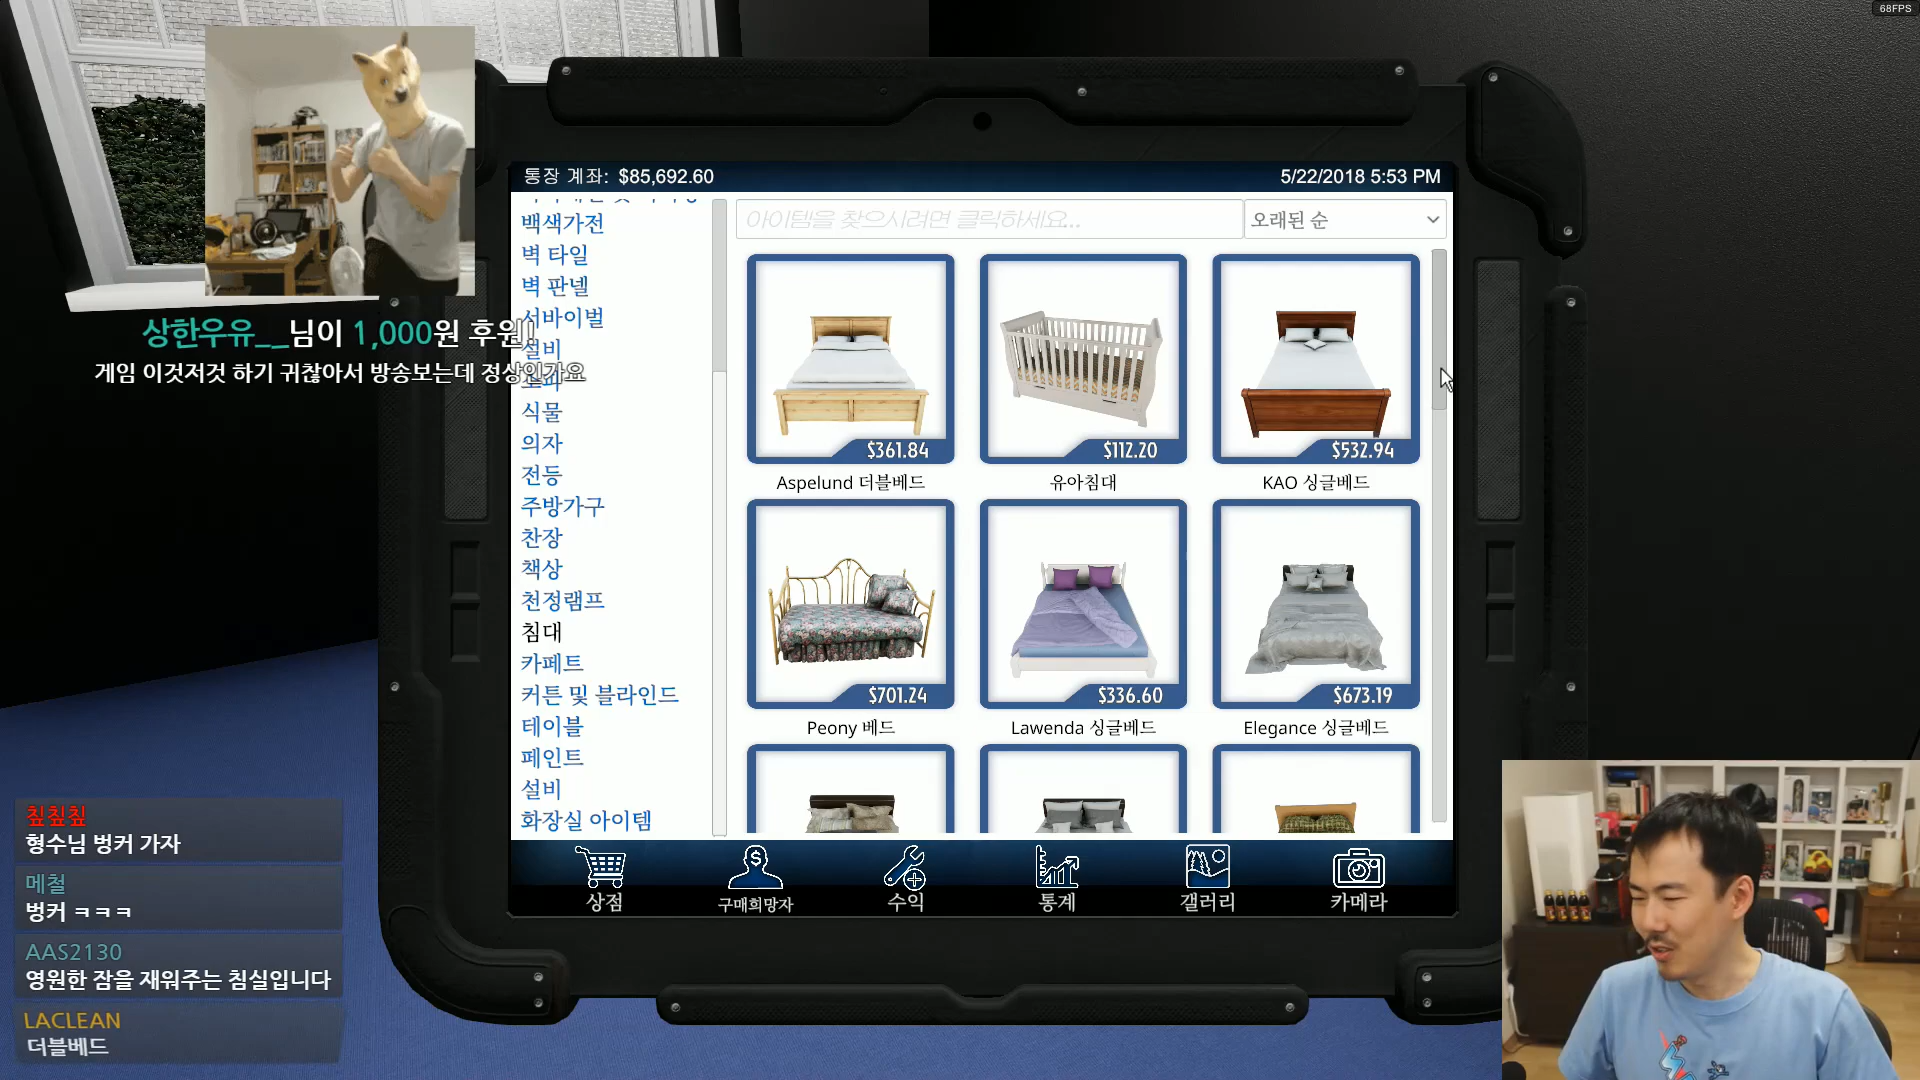 68FPS
통장 계좌: $85,692.60
5/22/2018 5:53 PM
백색가전
벽 타일
벽 판넬
서바이벌
설비
소파
식물
의자
전등
주방가구
찬장
책상
천정램프
침대
카페트
커튼 및 블라인드
테이블
페인트
설비
화장실 아이템
아이템을 찾으시려면 클릭하세요...
오래된 순
$361.84
$112.20
$532.94
Aspelund 더블베드
유아침대
KAO 싱글베드
$701.24
$336.60
$673.19
Peony 베드
Lawenda 싱글베드
Elegance 싱글베드
상점
구매희망자
수익
통계
갤러리
카메라
상한우유__님이 1,000원 후원!
게임 이것저것 하기 귀찮아서 방송보는데 정상인가요
칲칲칲
형수님 벙커 가자
메철
벙커 ㅋㅋㅋ
AAS2130
영원한 잠을 재워주는 침실입니다
LACLEAN
더블베드